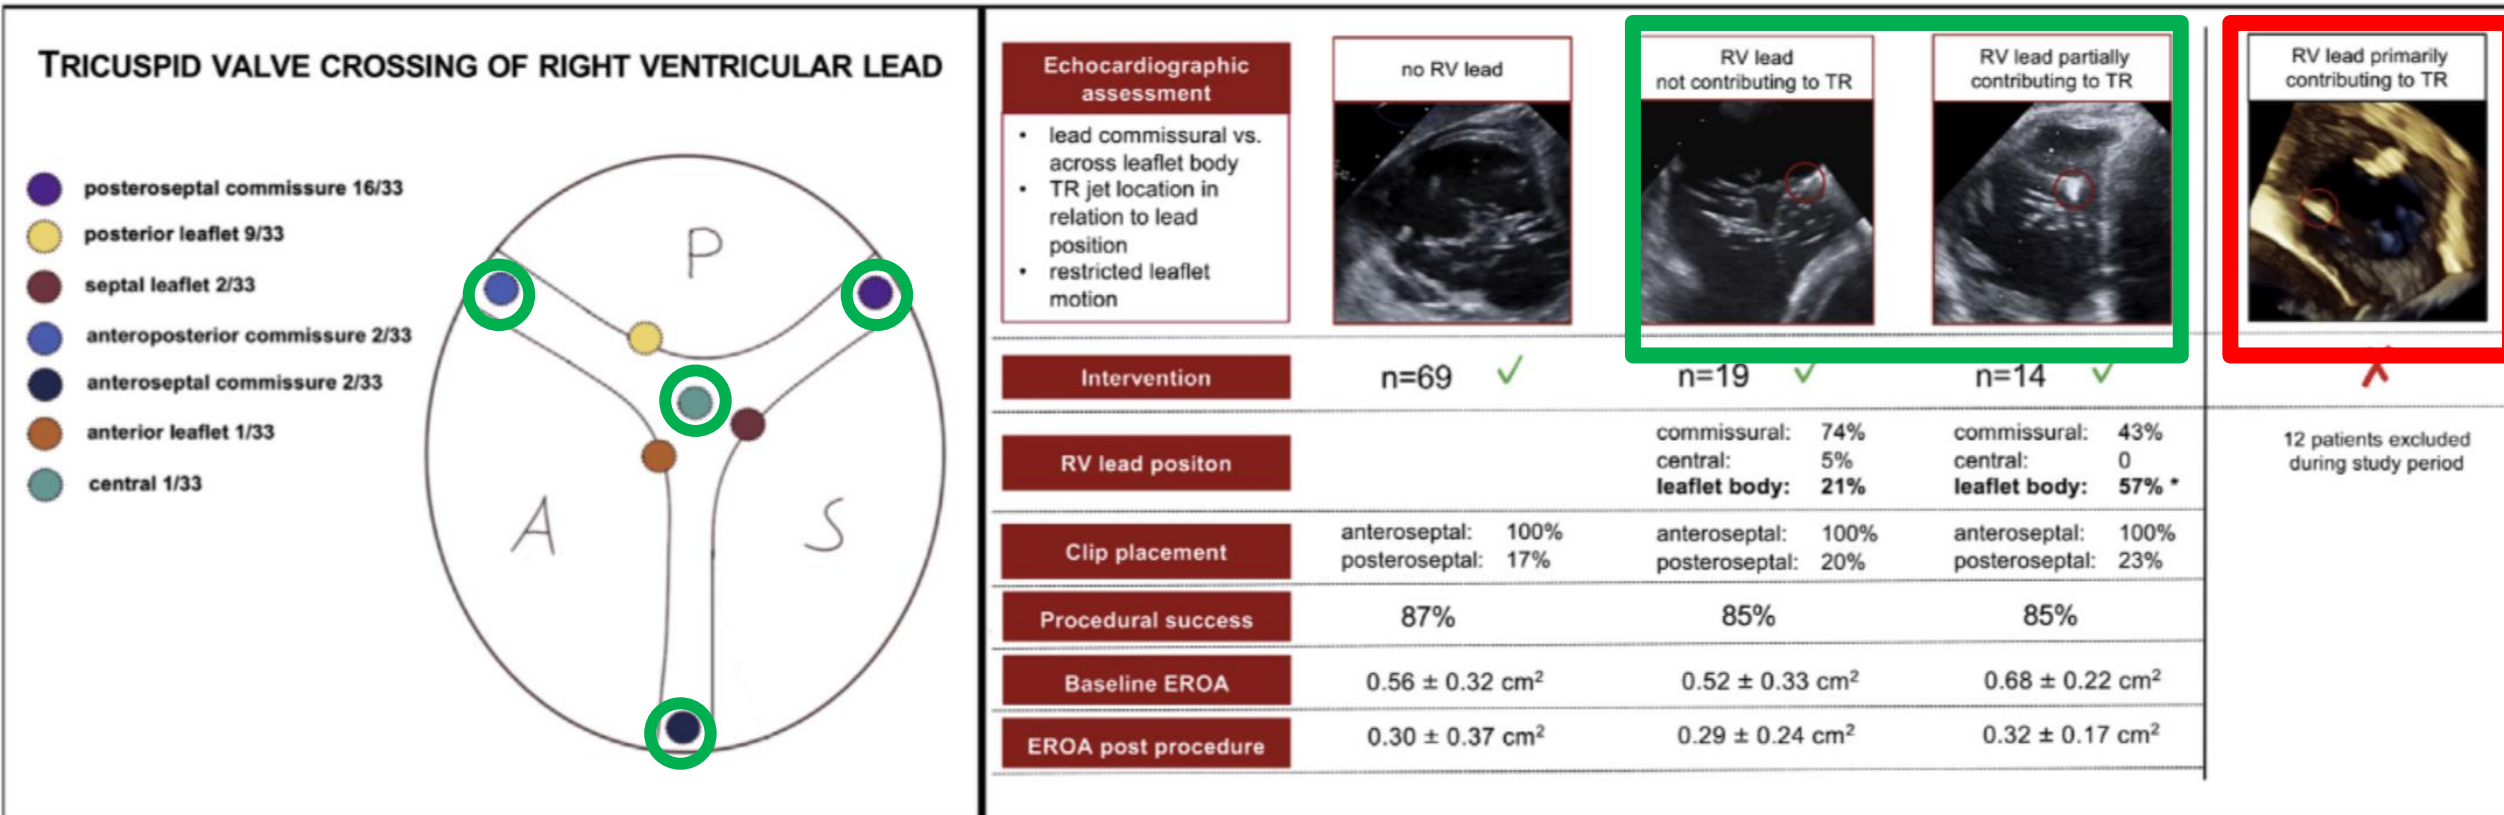 TRICUSPID VALVE CROSSING OF RIGHT VENTRICULAR LEAD
posteroseptal commissure 16/33
posterior leaflet 9/33
septal leaflet 2/33
anteroposterior commissure 2/33
anteroseptal commissure 2/33
anterior leaflet 1/33
central 1/33
P
A
S
Echocardiographic
assessment
• lead commissural vs.
across leaflet body
• TR jet location in
relation to lead
position
• restricted leaflet
motion
no RV lead
RV lead
not contributing to TR
RV lead partially
contributing to TR
RV lead primarily
contributing to TR
Intervention
n=69 ✓
n=19 ✓
n=14 ✓
✗
RV lead positon
commissural: 74%
central: 5%
leaflet body: 21%
commissural: 43%
central: 0
leaflet body: 57% *
12 patients excluded
during study period
Clip placement
anteroseptal: 100%
posteroseptal: 17%
anteroseptal: 100%
posteroseptal: 20%
anteroseptal: 100%
posteroseptal: 23%
Procedural success
87%
85%
85%
Baseline EROA
0.56 ± 0.32 cm²
0.52 ± 0.33 cm²
0.68 ± 0.22 cm²
EROA post procedure
0.30 ± 0.37 cm²
0.29 ± 0.24 cm²
0.32 ± 0.17 cm²